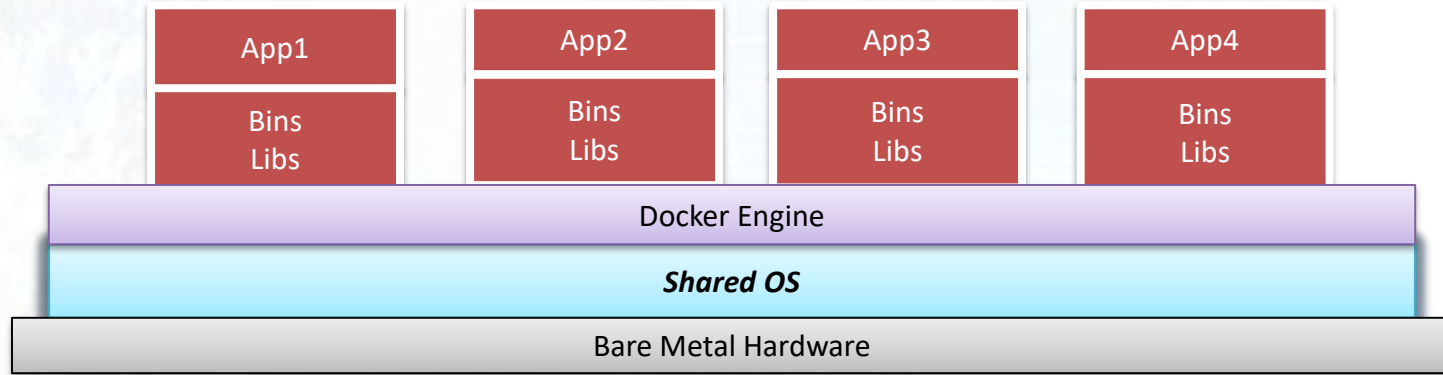 App1
App2
App3
App4
Bins
Libs
Bins
Libs
Bins
Libs
Bins
Libs
Docker Engine
Shared OS
Bare Metal Hardware